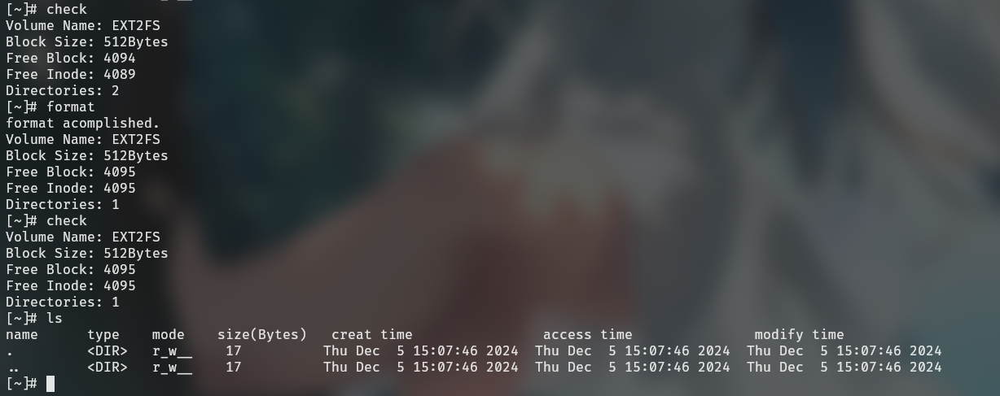 [~]# check
Volume Name: EXT2FS
Block Size: 512Bytes
Free Block: 4094
Free Inode: 4089
Directories: 2
[~]# format
format acomplished.
Volume Name: EXT2FS
Block Size: 512Bytes
Free Block: 4095
Free Inode: 4095
Directories: 1
[~]# check
Volume Name: EXT2FS
Block Size: 512Bytes
Free Block: 4095
Free Inode: 4095
Directories: 1
[~]# ls
name type mode size(Bytes) creat time access time modify time
. <DIR> r_w__ 17 Thu Dec 5 15:07:46 2024 Thu Dec 5 15:07:46 2024 Thu Dec 5 15:07:46 2024
.. <DIR> r_w__ 17 Thu Dec 5 15:07:46 2024 Thu Dec 5 15:07:46 2024 Thu Dec 5 15:07:46 2024
[~]#